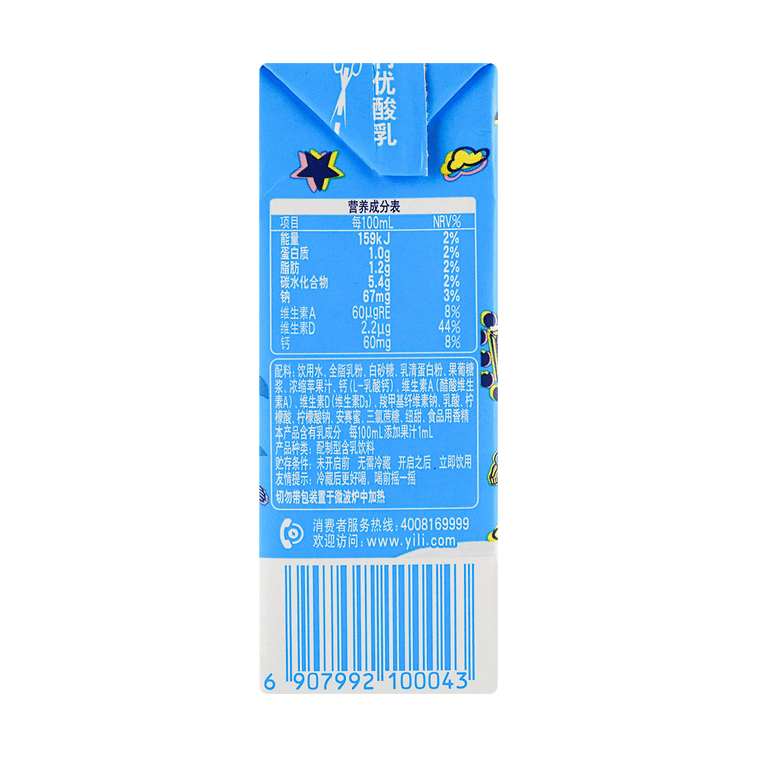 优酸乳
营养成分表
项目 每100mL NRV%
能量 159kJ 2%
蛋白质 1.0g 2%
脂肪 1.2g 2%
碳水化合物 5.4g 2%
钠 67mg 3%
维生素A 60μgRE 8%
维生素D 2.2μg 44%
钙 60mg 8%
配料:饮用水、全脂乳粉、白砂糖、乳清蛋白粉、果葡糖
浆、浓缩苹果汁、钙(L-乳酸钙)、维生素A(醋酸维生
素A)、维生素D(维生素D₃)、羧甲基纤维素钠、乳酸、柠
檬酸、柠檬酸钠、安赛蜜、三氯蔗糖、纽甜、食品用香精
本产品含有乳成分 每100mL添加果汁1mL
产品种类:配制型含乳饮料
贮存条件:未开启前 无需冷藏 开启之后 立即饮用
友情提示:冷藏后更好喝,喝前摇一摇
切勿带包装置于微波炉中加热
消费者服务热线:4008169999
欢迎访问:www.yili.com
6 907992 100043